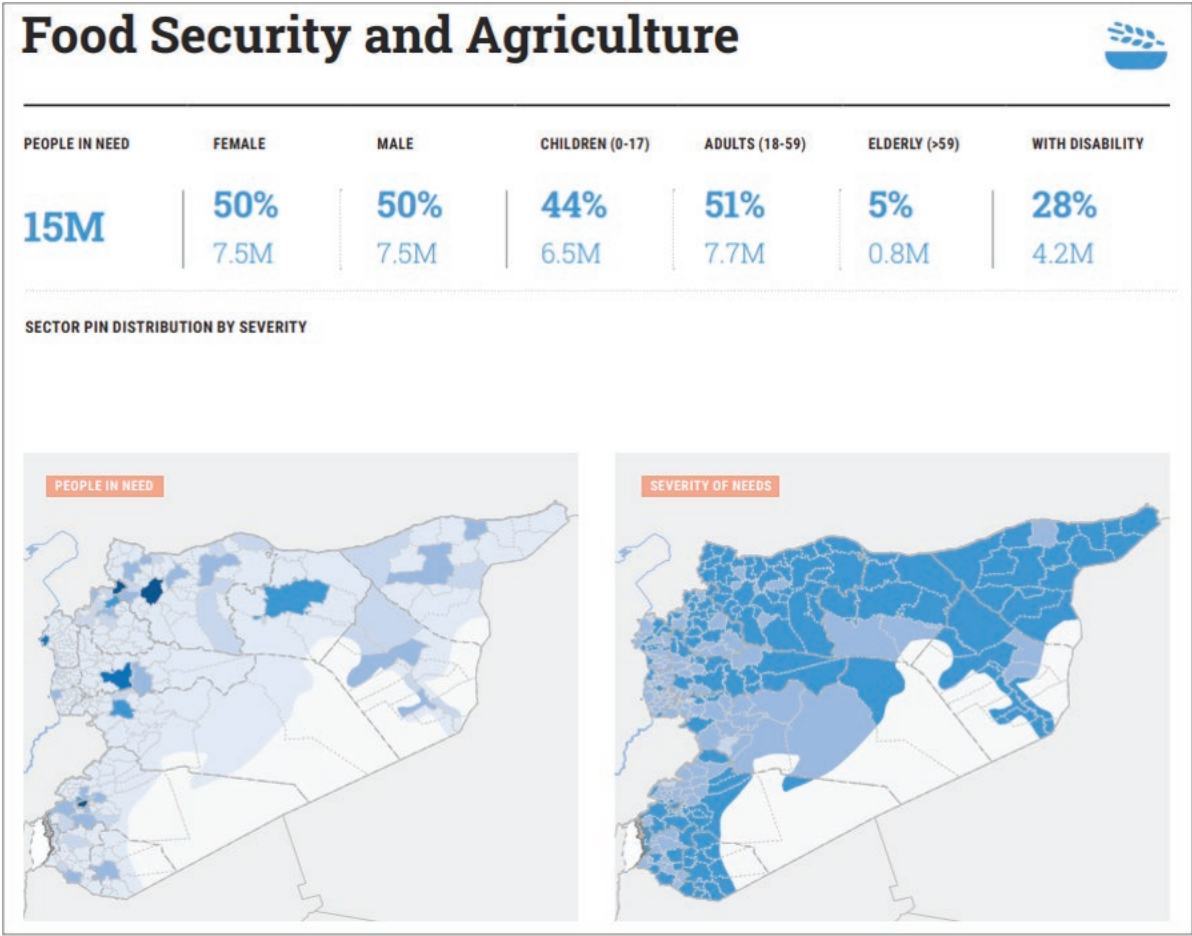 Food Security and Agriculture
PEOPLE IN NEED FEMALE MALE CHILDREN (0-17) ADULTS (18-59) ELDERLY (>59) WITH DISABILITY
15M 50% 50% 44% 51% 5% 28%
7.5M 7.5M 6.5M 7.7M 0.8M 4.2M
SECTOR PIN DISTRIBUTION BY SEVERITY
PEOPLE IN NEED SEVERITY OF NEEDS